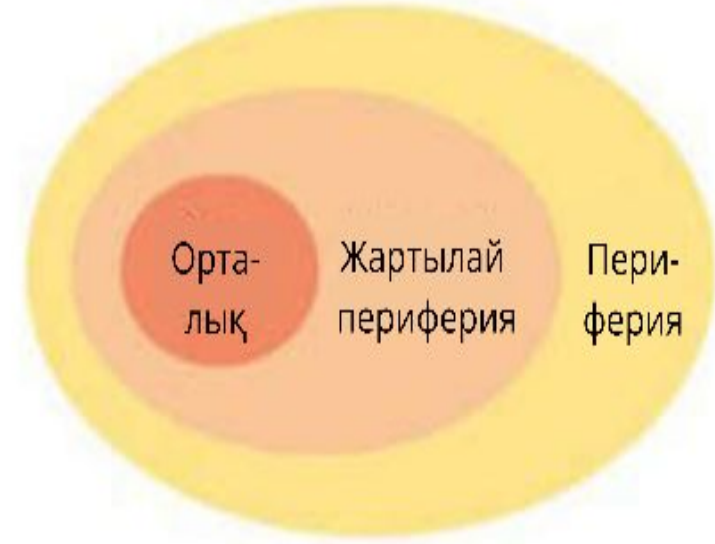 Орта-
лық
Жартылай
периферия
Пери-
ферия